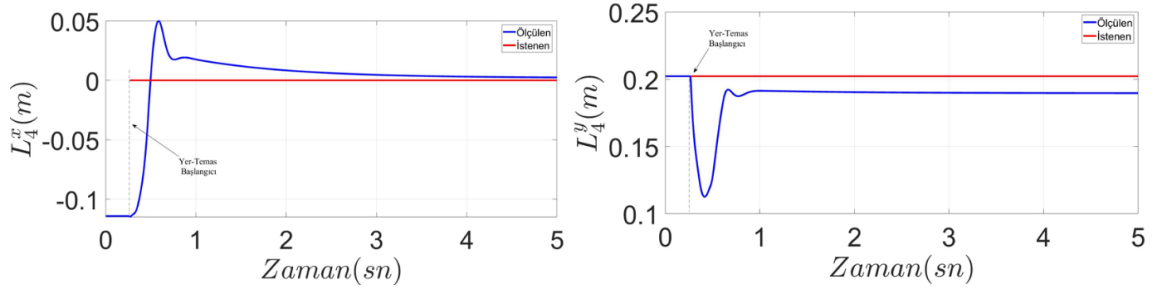 0.05
0
-0.05
-0.1
L₄ˣ(m)
Ölçülen
İstenen
Yer-Temas
Başlangıcı
0 1 2 3 4 5
Zaman(sn)
0.25
0.2
0.15
0.1
L₄ʸ(m)
Yer-Temas
Başlangıcı
Ölçülen
İstenen
0 1 2 3 4 5
Zaman(sn)